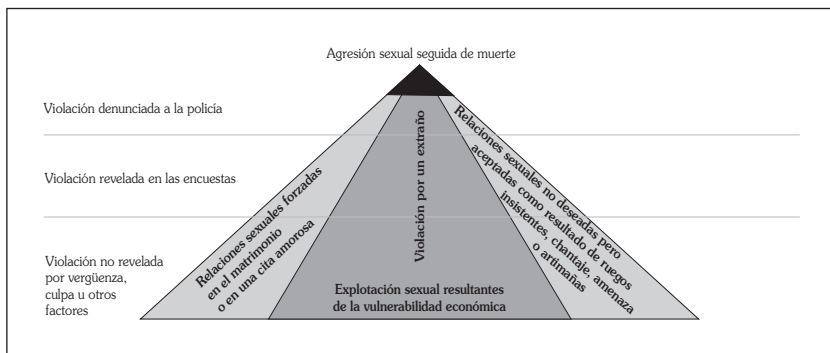 Agresión sexual seguida de muerte
Violación denunciada a la policía
Violación revelada en las encuestas
Violación no revelada
por vergüenza,
culpa u otros
factores
Relaciones sexuales forzadas
en el matrimonio
o en una cita amorosa
Violación por un extraño
Explotación sexual resultantes
de la vulnerabilidad económica
Relaciones sexuales no deseadas pero
aceptadas como resultado de ruegos
insistentes, chantaje, amenaza
o artimañas